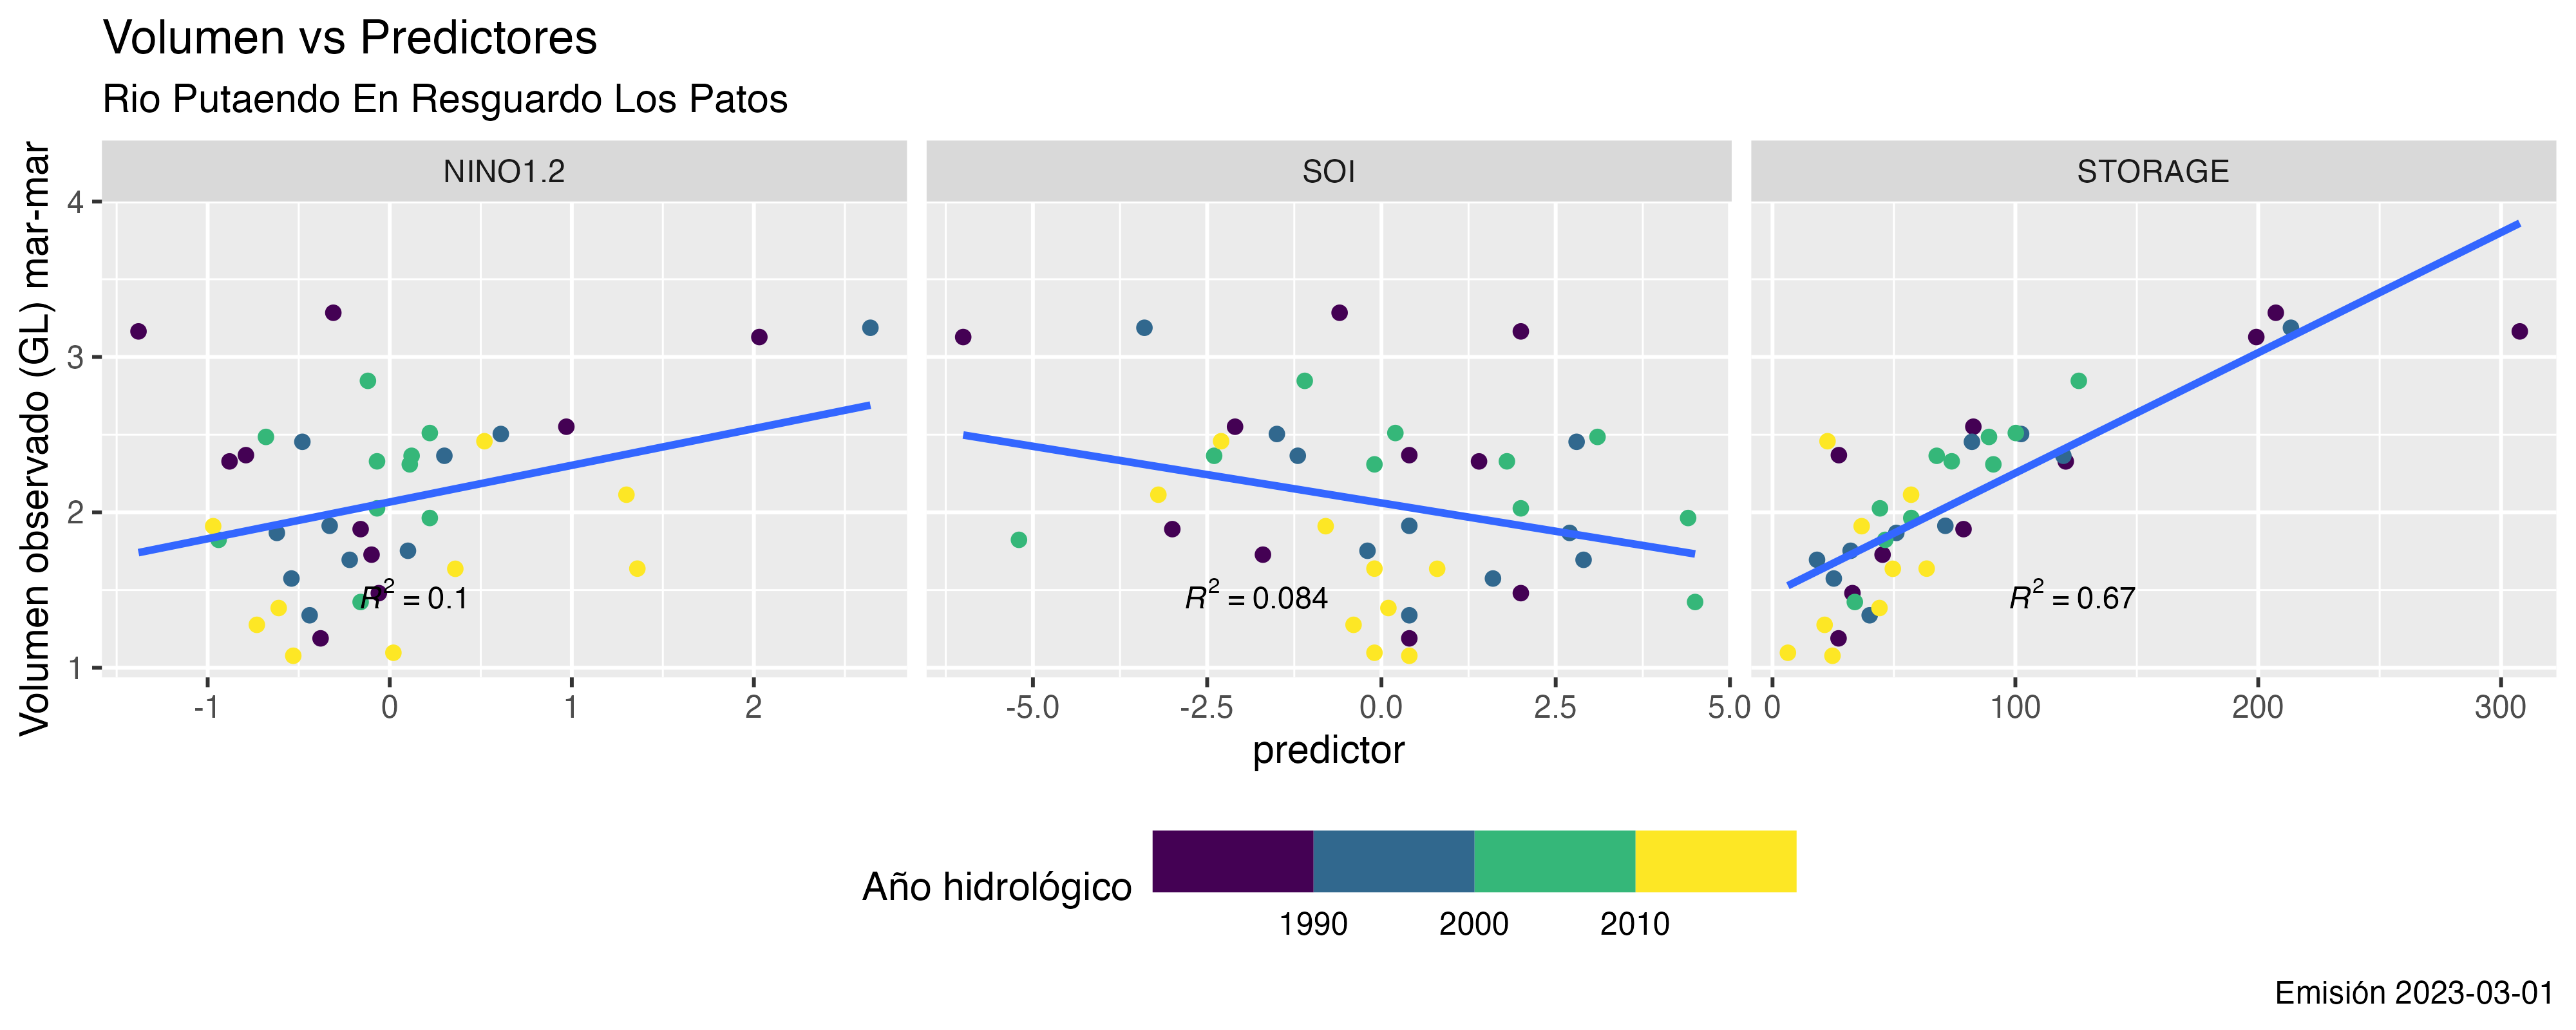 Volumen vs Predictores
Rio Putaendo En Resguardo Los Patos
NINO1.2 SOI STORAGE
Volumen observado (GL) mar-mar
4
3
2
1
R² = 0.1 R² = 0.084 R² = 0.67
-1 0 1 2 -5.0 -2.5 0.0 2.5 5.0 0 100 200 300
predictor
Año hidrológico
1990 2000 2010
Emisión 2023-03-01